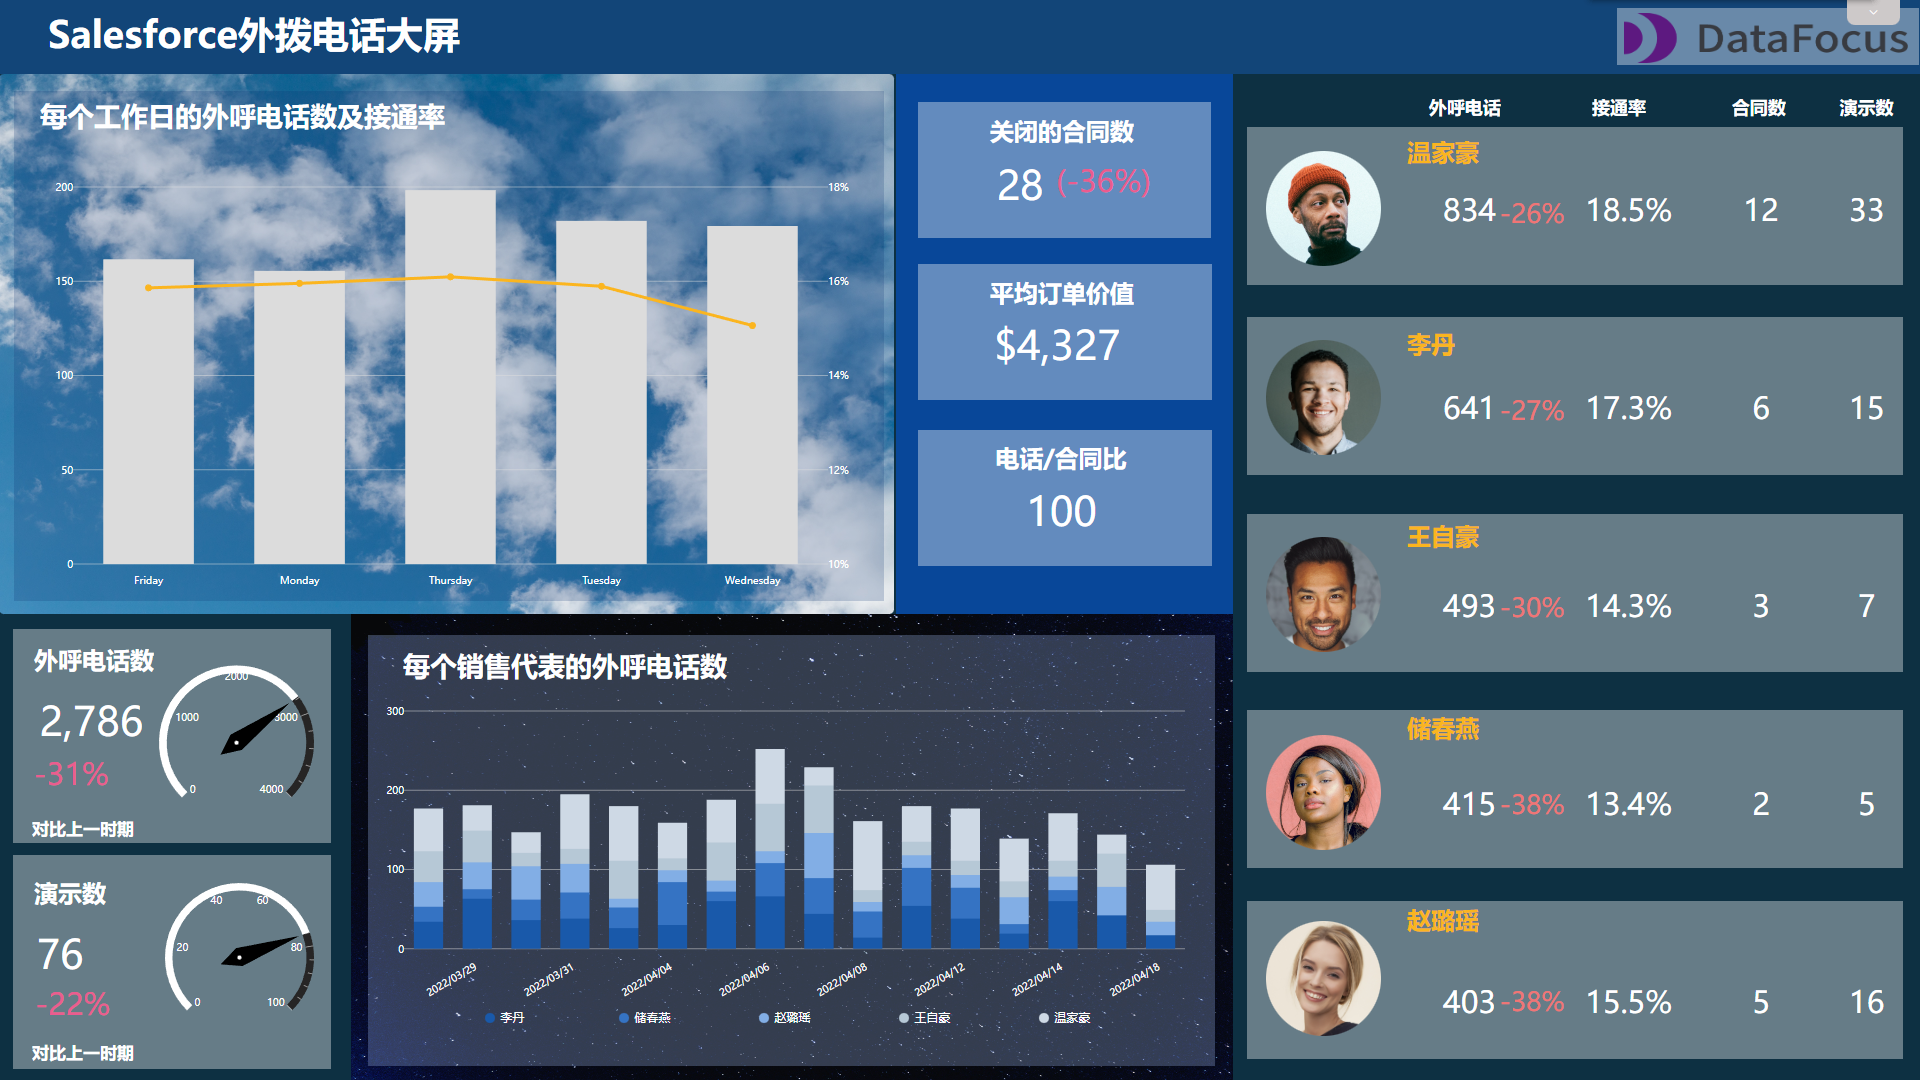 Salesforce外拨电话大屏
DataFocus
每个工作日的外呼电话数及接通率
200
150
100
50
0
18%
16%
14%
12%
10%
Friday
Monday
Thursday
Tuesday
Wednesday
关闭的合同数
28 (-36%)
平均订单价值
$4,327
电话/合同比
100
外呼电话 接通率 合同数 演示数
温家豪
834 -26% 18.5% 12 33
李丹
641 -27% 17.3% 6 15
王自豪
493 -30% 14.3% 3 7
储春燕
415 -38% 13.4% 2 5
赵璐瑶
403 -38% 15.5% 5 16
外呼电话数
2,786
-31%
对比上一时期
0
1000
2000
3000
4000
演示数
76
-22%
对比上一时期
0
20
40
60
80
100
每个销售代表的外呼电话数
300
200
100
0
2022/03/29
2022/03/31
2022/04/04
2022/04/06
2022/04/08
2022/04/12
2022/04/14
2022/04/18
李丹
储春燕
赵璐瑶
王自豪
温家豪